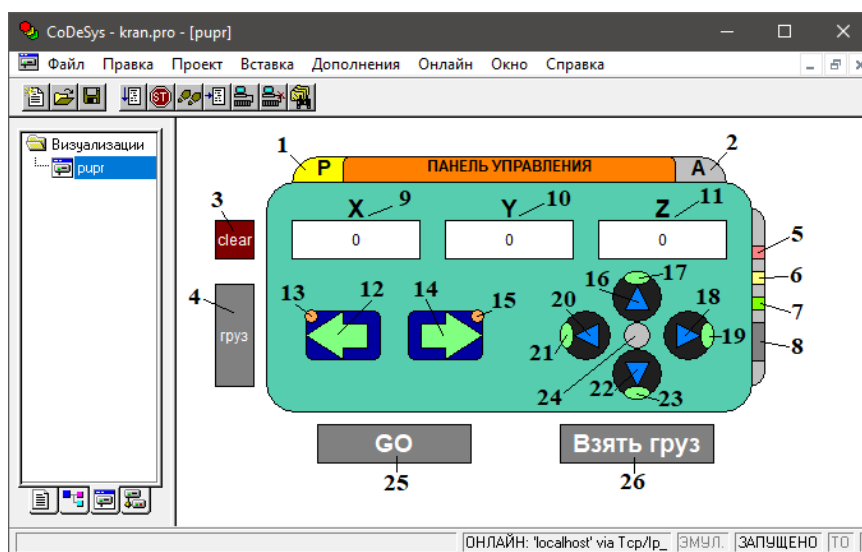 CoDeSys - kran.pro - [pupr]
Файл Правка Проект Вставка Дополнения Онлайн Окно Справка
Визуализации
pupr
1
P
ПАНЕЛЬ УПРАВЛЕНИЯ
A
2
3
clear
X
9
Y
10
Z
11
0
0
0
5
6
7
8
4
груз
13
12
14
15
16
17
20
18
21
19
22
24
23
GO
Взять груз
25
26
ОНЛАЙН: 'localhost' via Tcp/Ip_ ЭМУЛ. ЗАПУЩЕНО ТО